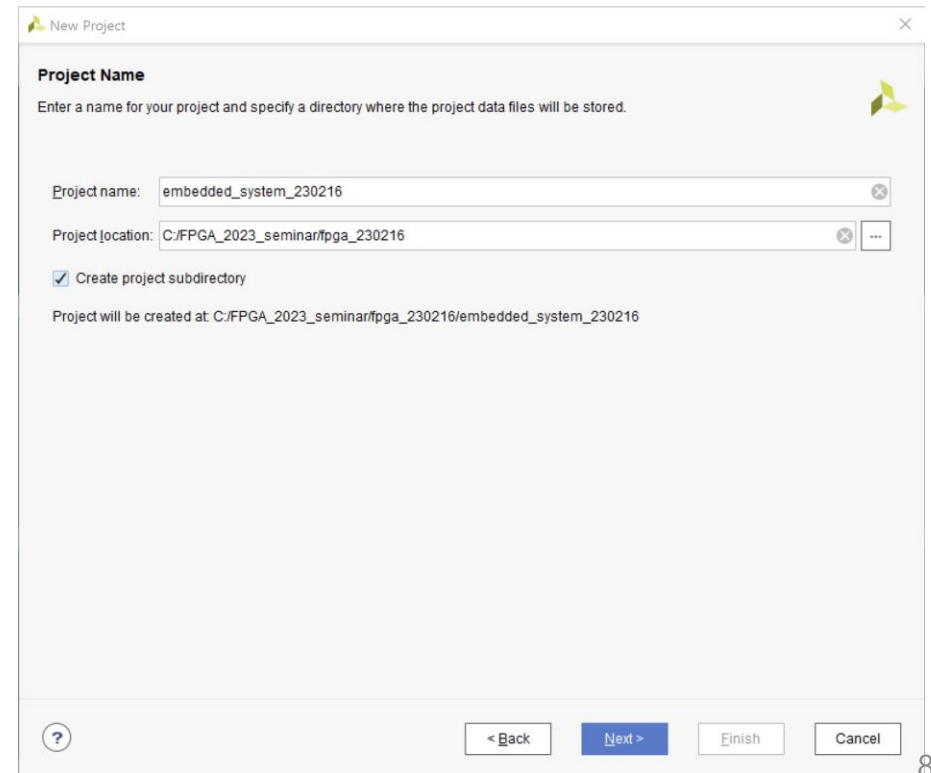 New Project
Project Name
Enter a name for your project and specify a directory where the project data files will be stored.
Project name: embedded_system_230216
Project location: C:/FPGA_2023_seminar/fpga_230216 ...
Create project subdirectory
Project will be created at: C:/FPGA_2023_seminar/fpga_230216/embedded_system_230216
? < Back Next > Finish Cancel
8